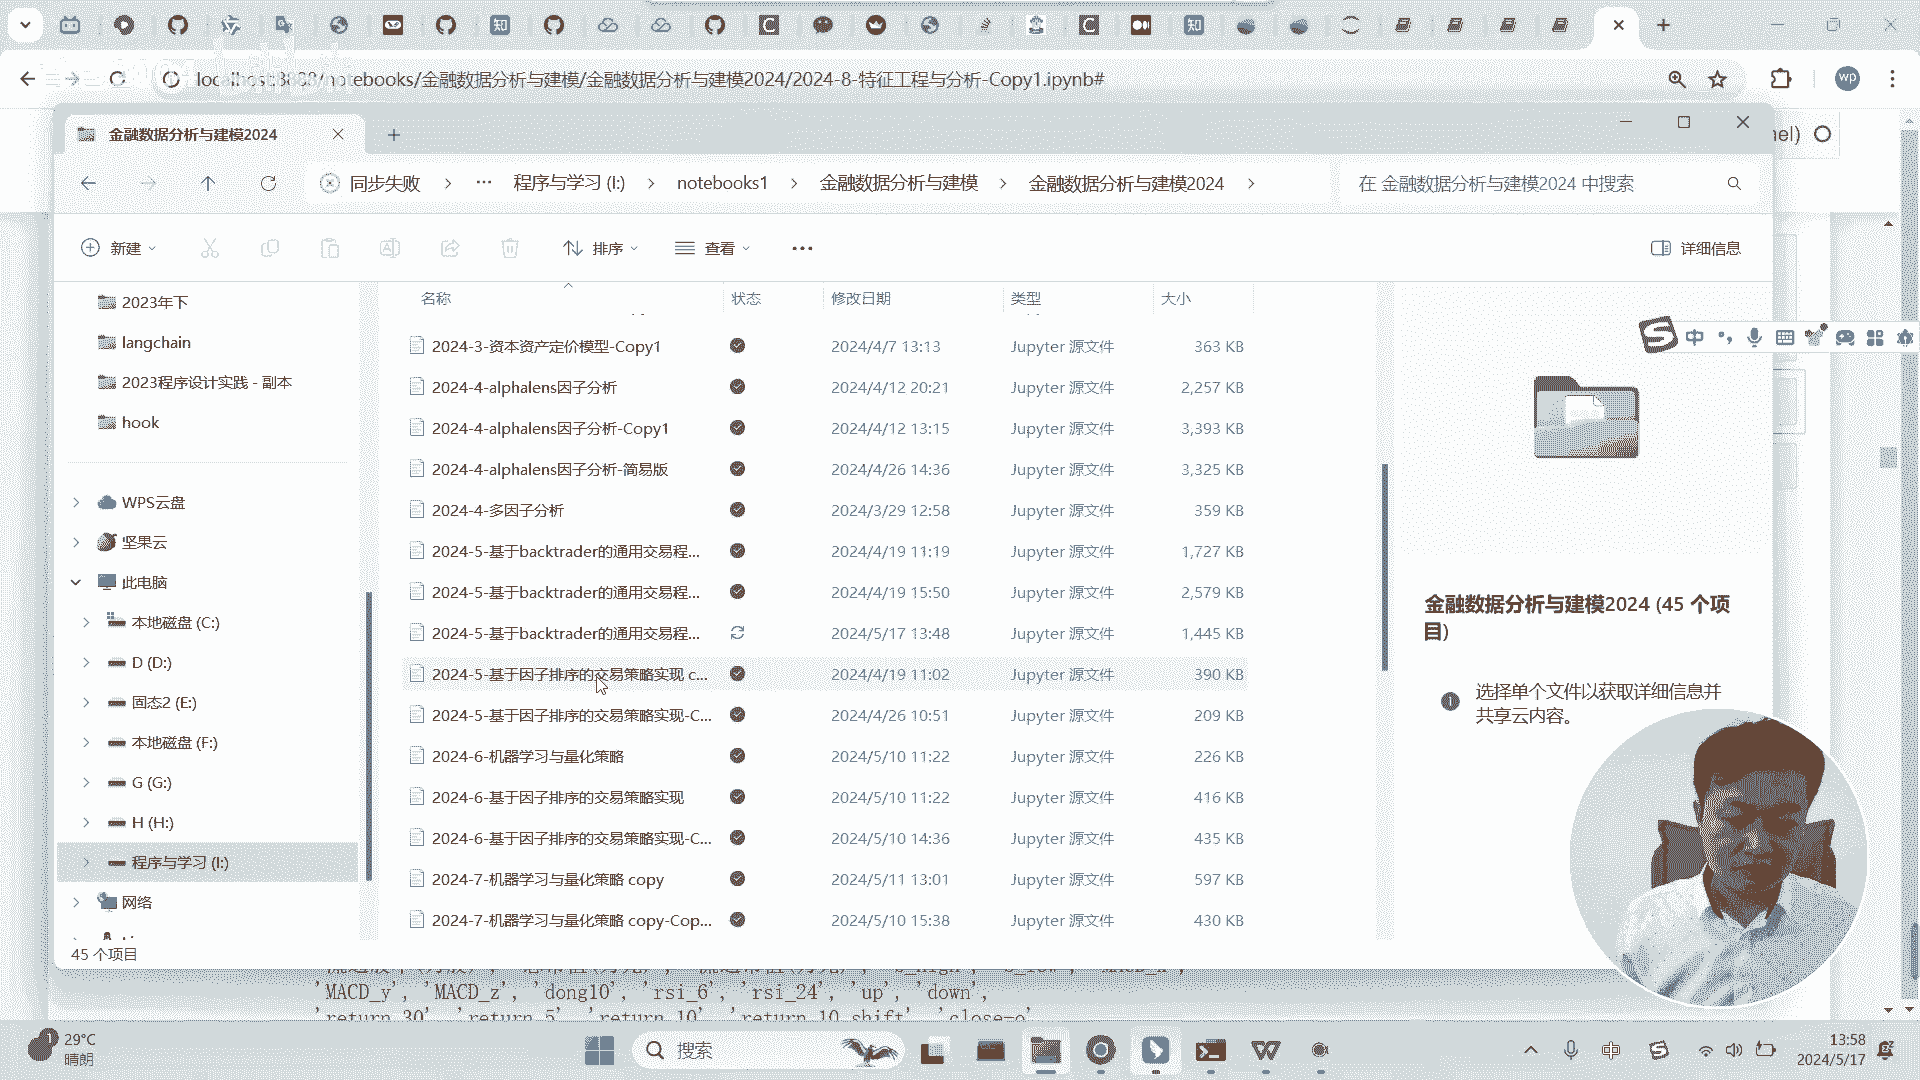 localhost:8888/notebooks/金融数据分析与建模/金融数据分析与建模2024/2024-8-特征工程与分析-Copy1.ipynb#
wp
金融数据分析与建模2024
同步失败 › … 程序与学习 (I:) › notebooks1 › 金融数据分析与建模 › 金融数据分析与建模2024 ›
在 金融数据分析与建模2024 中搜索
新建
排序
查看
详细信息
2023年下
langchain
2023程序设计实践 - 副本
hook
WPS云盘
坚果云
此电脑
本地磁盘 (C:)
D (D:)
固态2 (E:)
本地磁盘 (F:)
G (G:)
H (H:)
程序与学习 (I:)
网络
45 个项目
名称 状态 修改日期 类型 大小
2024-3-资本资产定价模型-Copy1 2024/4/7 13:13 Jupyter 源文件 363 KB
2024-4-alphalens因子分析 2024/4/12 20:21 Jupyter 源文件 2,257 KB
2024-4-alphalens因子分析-Copy1 2024/4/12 13:15 Jupyter 源文件 3,393 KB
2024-4-alphalens因子分析-简易版 2024/4/26 14:36 Jupyter 源文件 3,325 KB
2024-4-多因子分析 2024/3/29 12:58 Jupyter 源文件 359 KB
2024-5-基于backtrader的通用交易程... 2024/4/19 11:19 Jupyter 源文件 1,727 KB
2024-5-基于backtrader的通用交易程... 2024/4/19 15:50 Jupyter 源文件 2,579 KB
2024-5-基于backtrader的通用交易程... 2024/5/17 13:48 Jupyter 源文件 1,445 KB
2024-5-基于因子排序的交易策略实现 c... 2024/4/19 11:02 Jupyter 源文件 390 KB
2024-5-基于因子排序的交易策略实现-C... 2024/4/26 10:51 Jupyter 源文件 209 KB
2024-6-机器学习与量化策略 2024/5/10 11:22 Jupyter 源文件 226 KB
2024-6-基于因子排序的交易策略实现 2024/5/10 11:22 Jupyter 源文件 416 KB
2024-6-基于因子排序的交易策略实现-C... 2024/5/10 14:36 Jupyter 源文件 435 KB
2024-7-机器学习与量化策略 copy 2024/5/11 13:01 Jupyter 源文件 597 KB
2024-7-机器学习与量化策略 copy-Cop... 2024/5/10 15:38 Jupyter 源文件 430 KB
金融数据分析与建模2024 (45 个项
目)
选择单个文件以获取详细信息并
共享云内容。
中
'MACD_y', 'MACD_z', 'dong10', 'rsi_6', 'rsi_24', 'up', 'down',
'return_30', 'return_5', 'return_10', 'return_10_shift', 'close=o'
29°C
晴朗
搜索
中
13:58
2024/5/17